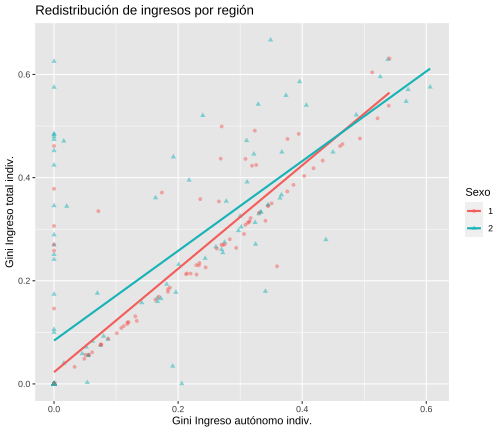 Redistribución de ingresos por región
Gini Ingreso total indiv.
0.6
0.4
0.2
0.0
0.0 0.2 0.4 0.6
Gini Ingreso autónomo indiv.
Sexo
1
2